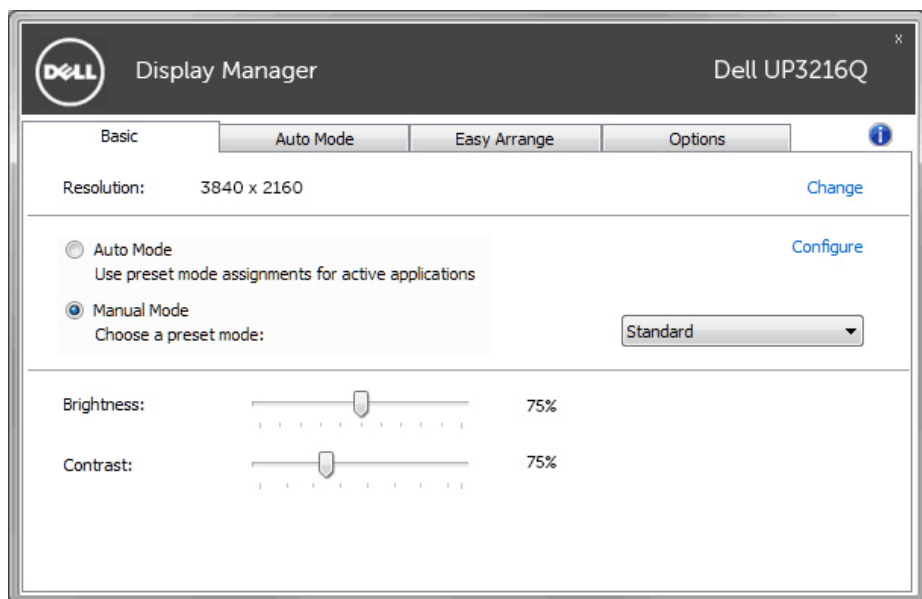 DELL
Display Manager
Dell UP3216Q
x
Basic
Auto Mode
Easy Arrange
Options
i
Resolution: 3840 x 2160 Change
Auto Mode Configure
Use preset mode assignments for active applications
Manual Mode
Choose a preset mode: Standard
Brightness: 75%
Contrast: 75%